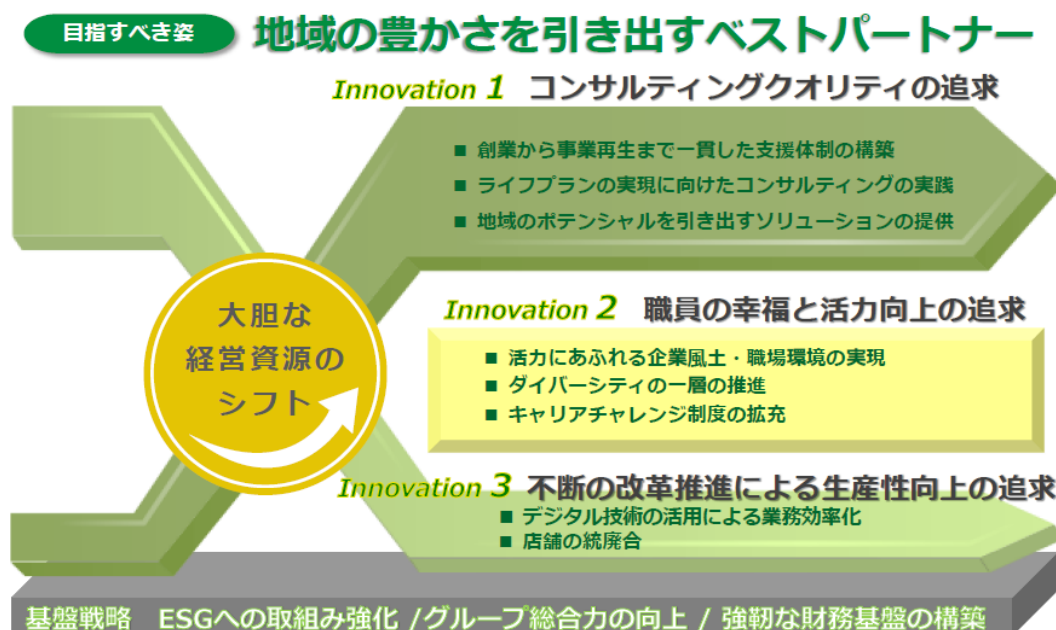 目指すべき姿 地域の豊かさを引き出すベストパートナー
Innovation 1 コンサルティングクオリティの追求
■ 創業から事業再生まで一貫した支援体制の構築
■ ライフプランの実現に向けたコンサルティングの実践
■ 地域のポテンシャルを引き出すソリューションの提供
大胆な
経営資源の
シフト
Innovation 2 職員の幸福と活力向上の追求
■ 活力にあふれる企業風土・職場環境の実現
■ ダイバーシティの一層の推進
■ キャリアチャレンジ制度の拡充
Innovation 3 不断の改革推進による生産性向上の追求
■ デジタル技術の活用による業務効率化
■ 店舗の統廃合
基盤戦略 ESGへの取組み強化 /グループ総合力の向上 / 強靭な財務基盤の構築